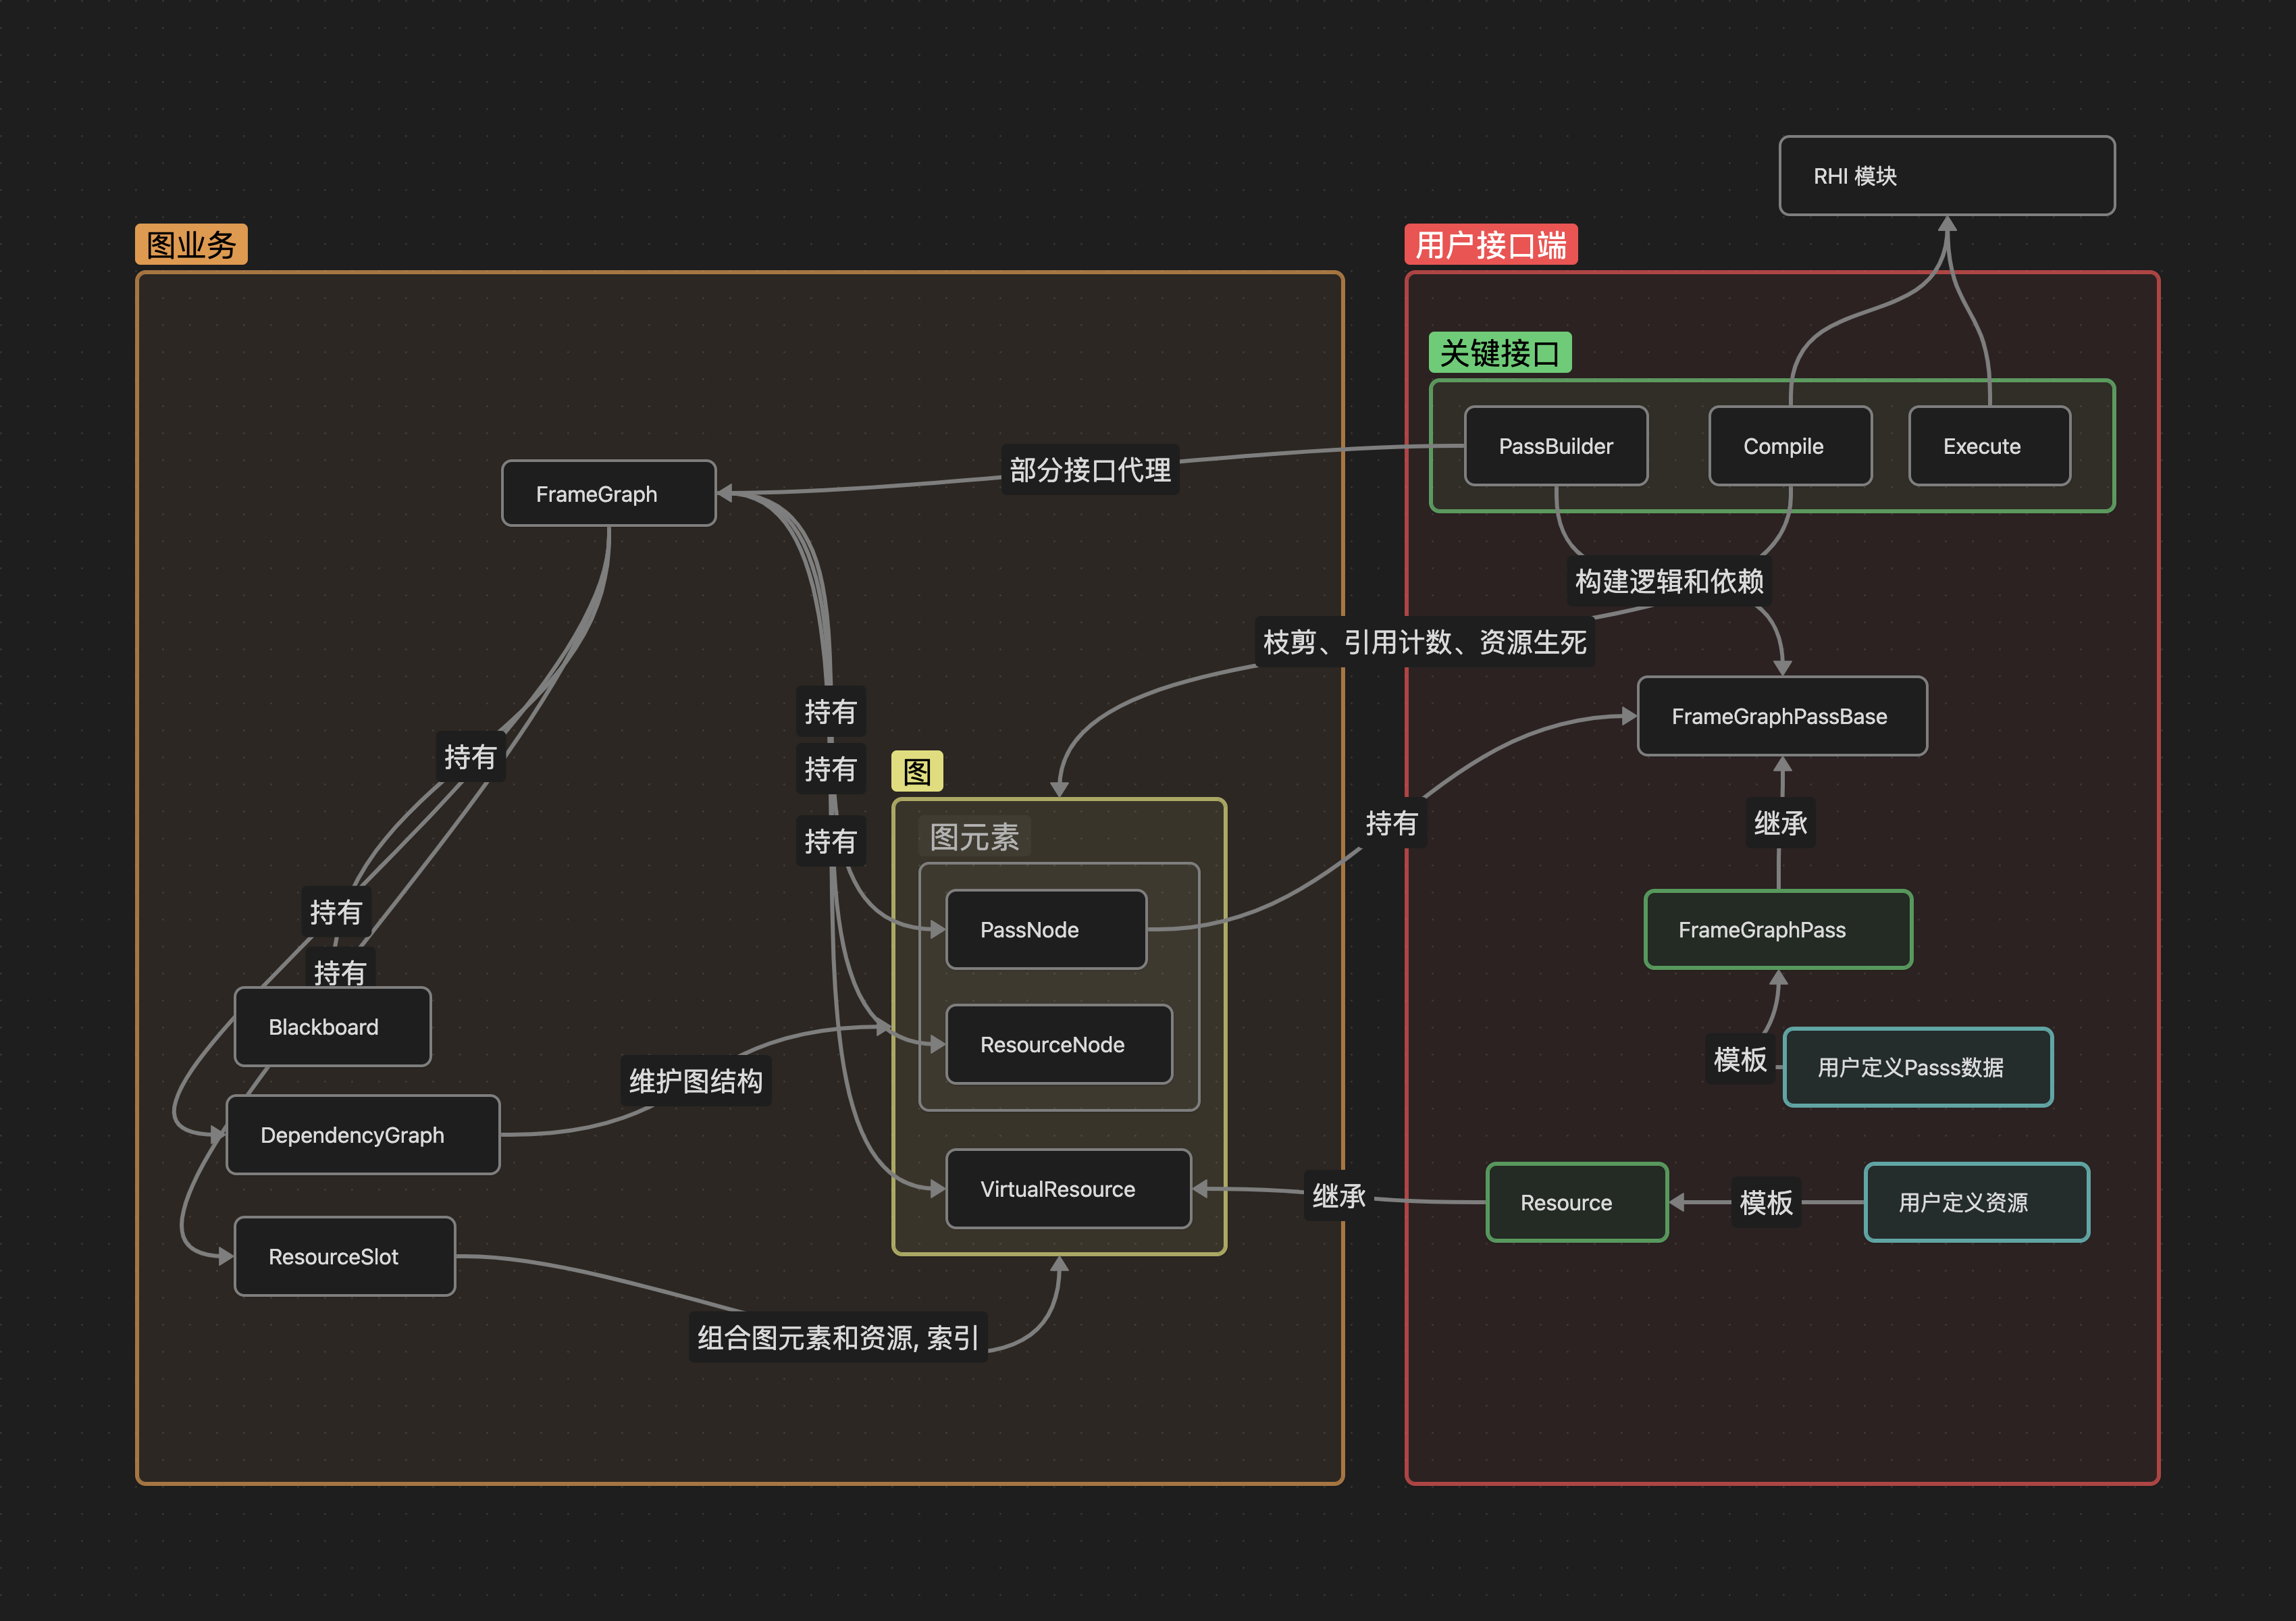 RHI 模块
图业务
用户接口端
关键接口
PassBuilder
Compile
Execute
部分接口代理
FrameGraph
构建逻辑和依赖
枝剪、引用计数、资源生死
持有
持有
持有
持有
FrameGraphPassBase
图
图元素
持有
继承
持有
持有
PassNode
FrameGraphPass
Blackboard
ResourceNode
模板
用户定义Passs数据
维护图结构
DependencyGraph
VirtualResource
继承
Resource
模板
用户定义资源
ResourceSlot
组合图元素和资源, 索引